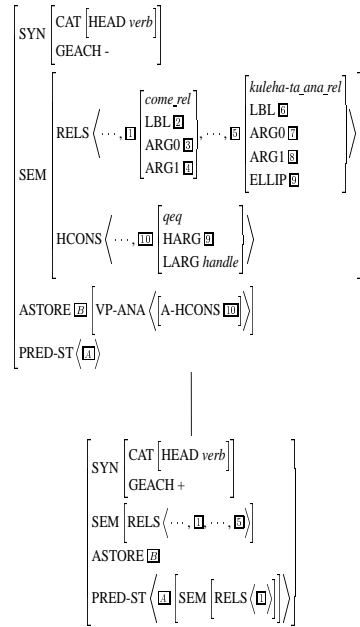 SYN [CAT [HEAD verb]
GEACH -]
SEM [RELS ⟨ ⋯, [1] [come_rel
LBL [2]
ARG0 [3]
ARG1 [4]] , ⋯, [5] [kuleha-ta_ana_rel
LBL [6]
ARG0 [7]
ARG1 [8]
ELLIP [9]] ⟩
HCONS ⟨ ⋯, [10] [qeq
HARG [9]
LARG handle] ⟩]
ASTORE [B] [VP-ANA ⟨[A-HCONS [10]]⟩]
PRED-ST ⟨[A]⟩
SYN [CAT [HEAD verb]
GEACH +]
SEM [RELS ⟨ ⋯, [1], ⋯, [5] ⟩]
ASTORE [B]
PRED-ST ⟨ [A] [SEM [RELS ⟨[1]⟩]] ⟩